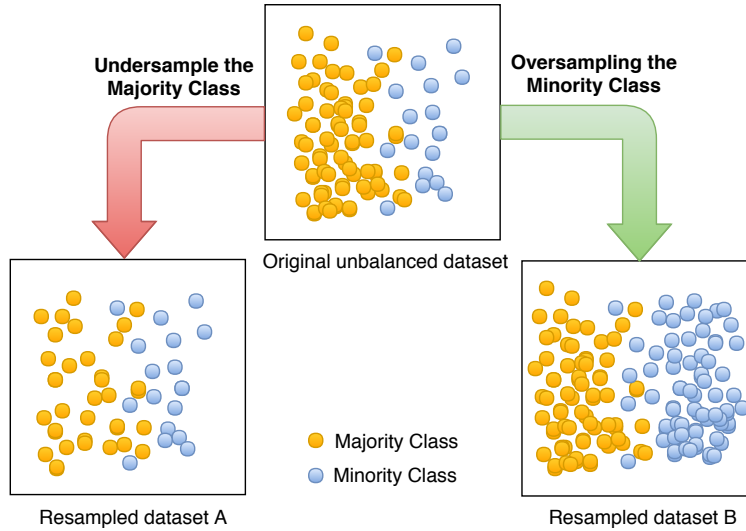 Undersample the
Majority Class
Oversampling the
Minority Class
Original unbalanced dataset
Majority Class
Minority Class
Resampled dataset A
Resampled dataset B